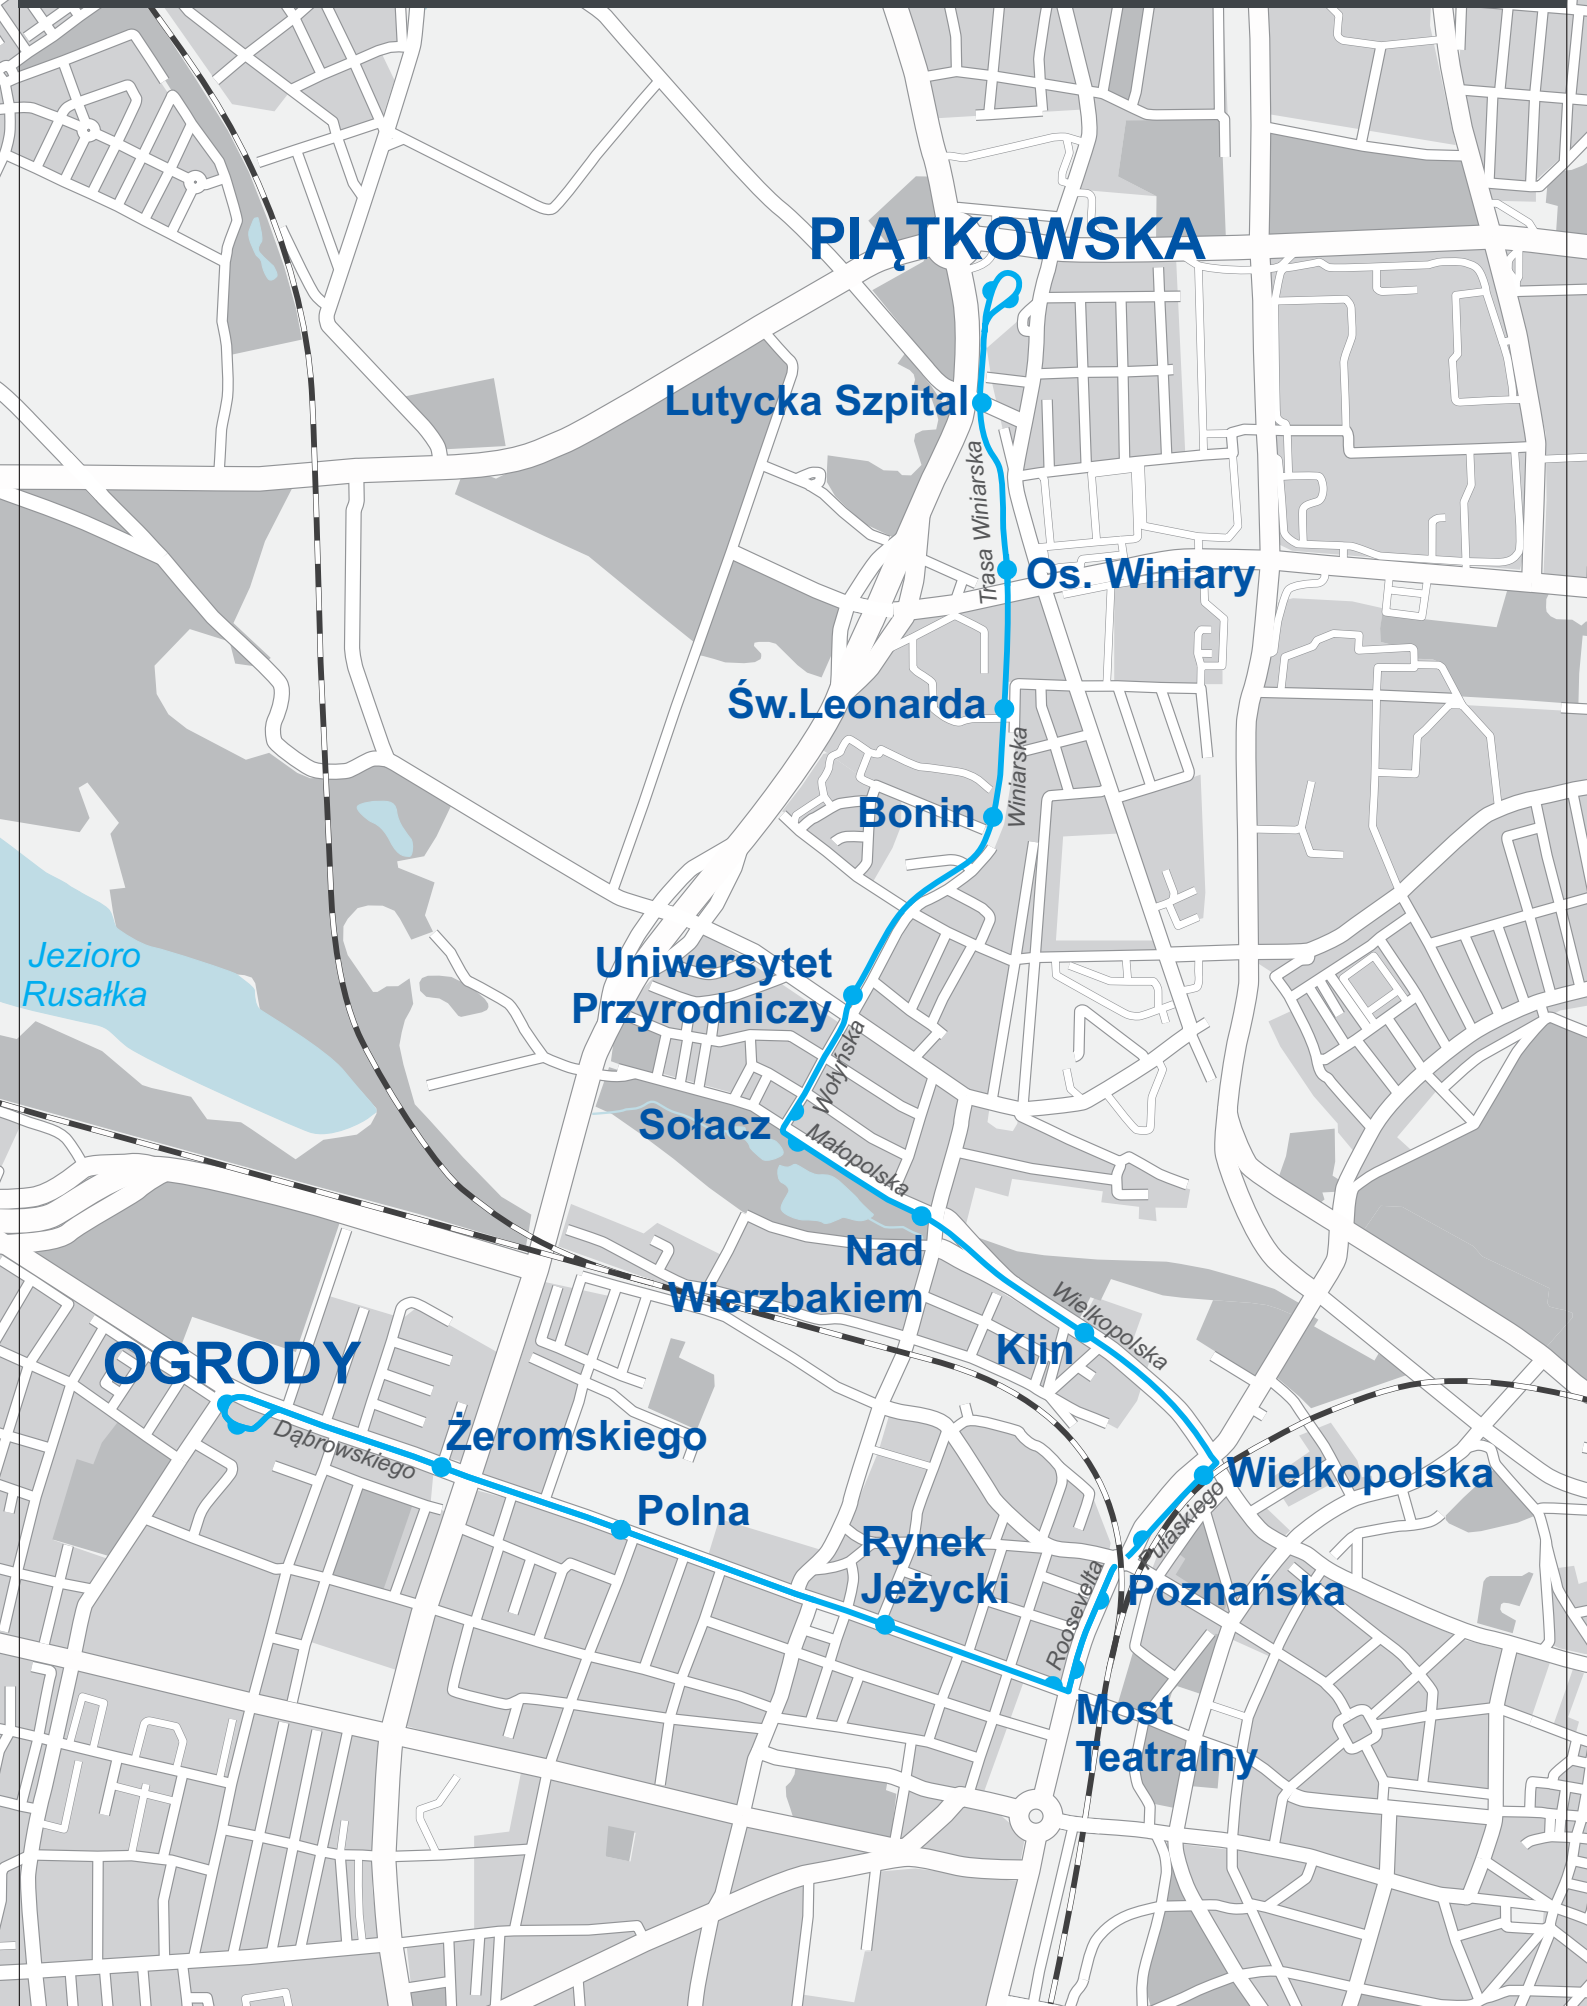 PIĄTKOWSKA
Lutycka Szpital
Trasa Winiarska
Os. Winiary
Św.Leonarda
Winiarska
Bonin
Jezioro
Rusałka
Uniwersytet
Przyrodniczy
Wołyńska
Sołacz
Małopolska
Nad
Wierzbakiem
Wielkopolska
Klin
OGRODY
Dąbrowskiego
Żeromskiego
Wielkopolska
Pułaskiego
Polna
Rynek
Jeżycki
Poznańska
Roosevelta
Most
Teatralny